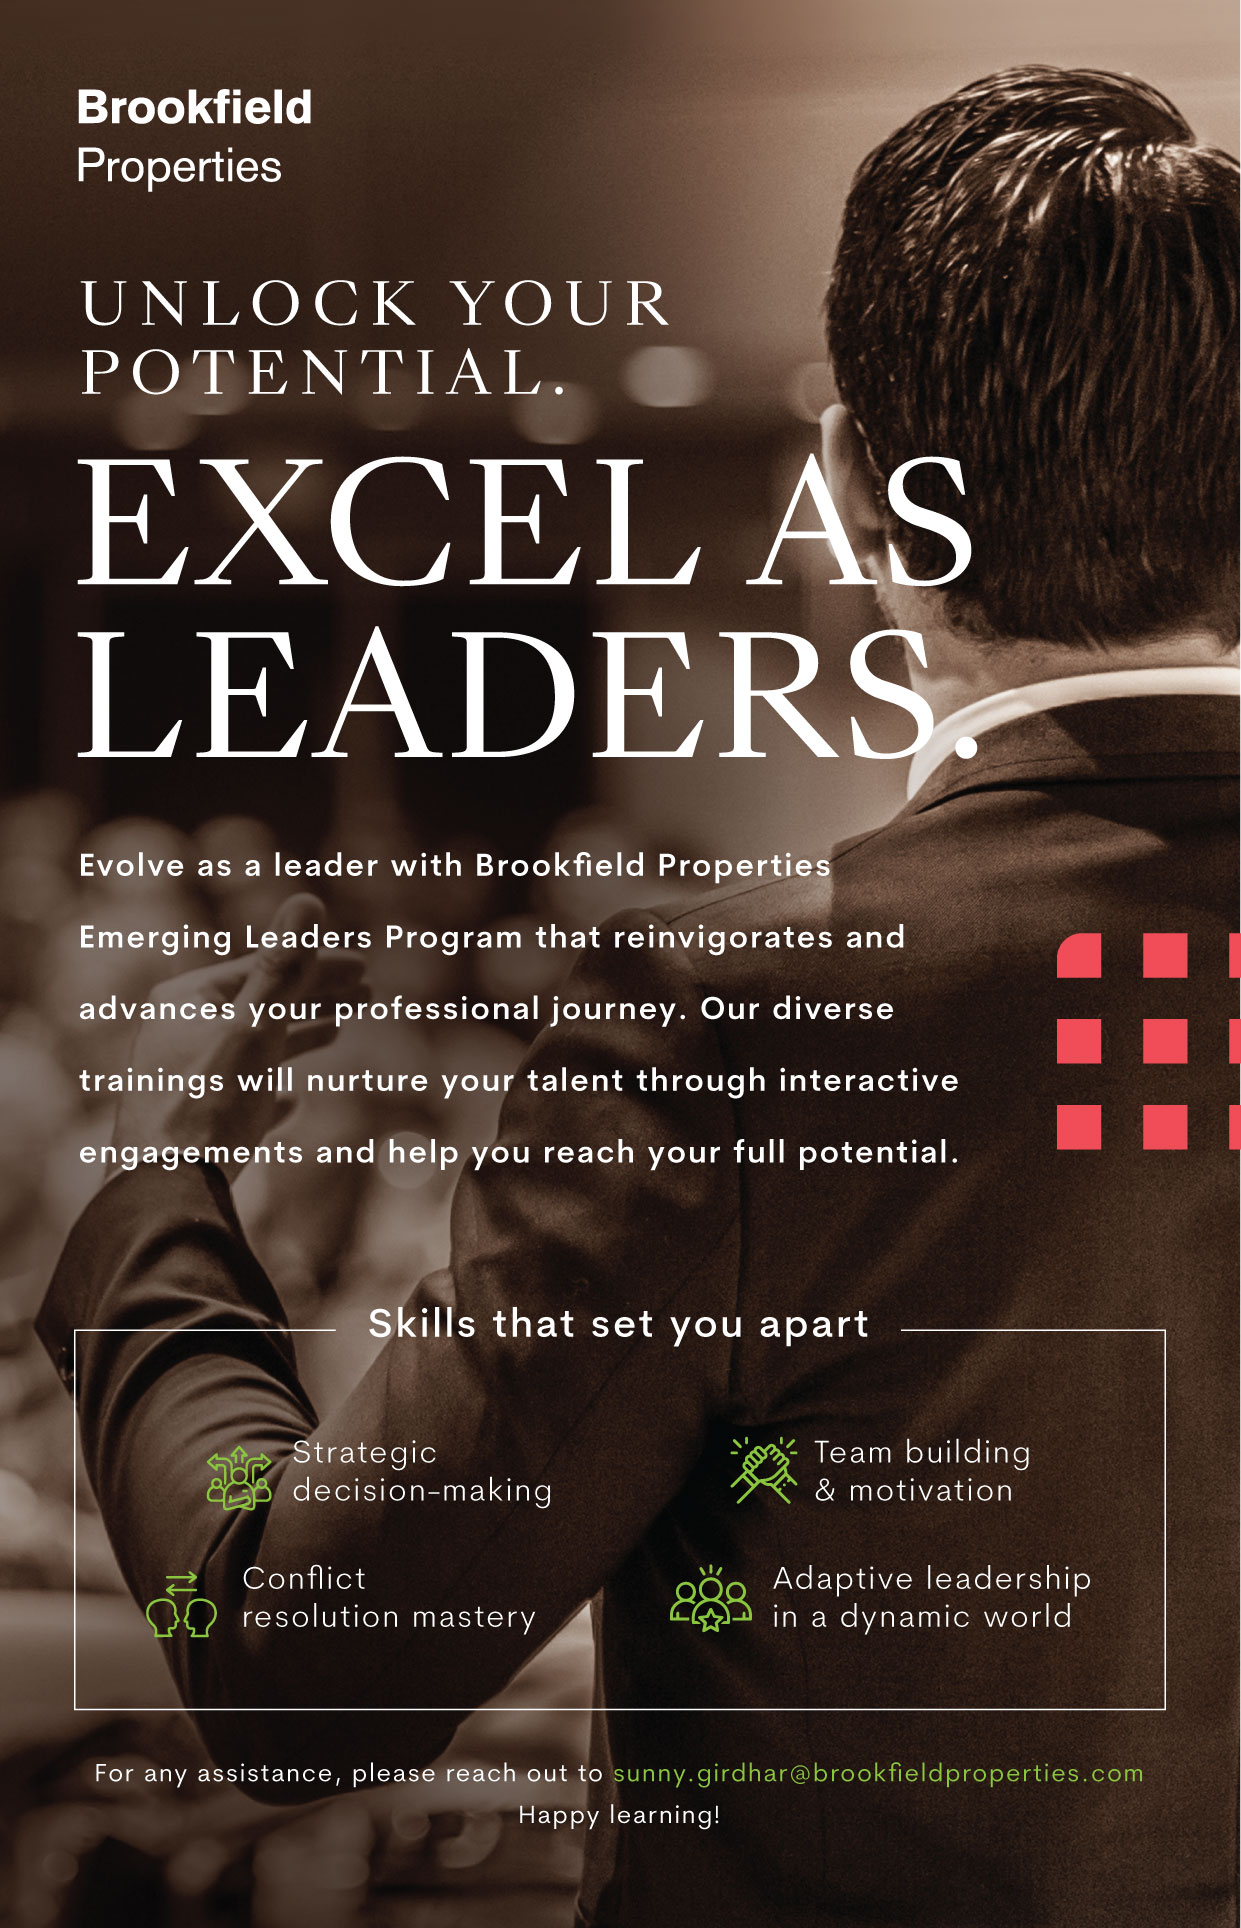 Brookfield
Properties
UNLOCK YOUR
POTENTIAL.
EXCEL AS
LEADERS.
Evolve as a leader with Brookfield Properties
Emerging Leaders Program that reinvigorates and
advances your professional journey. Our diverse
trainings will nurture your talent through interactive
engagements and help you reach your full potential.
Skills that set you apart
Strategic
decision-making
Team building
& motivation
Conflict
resolution mastery
Adaptive leadership
in a dynamic world
For any assistance, please reach out to sunny.girdhar@brookfieldproperties.com
Happy learning!